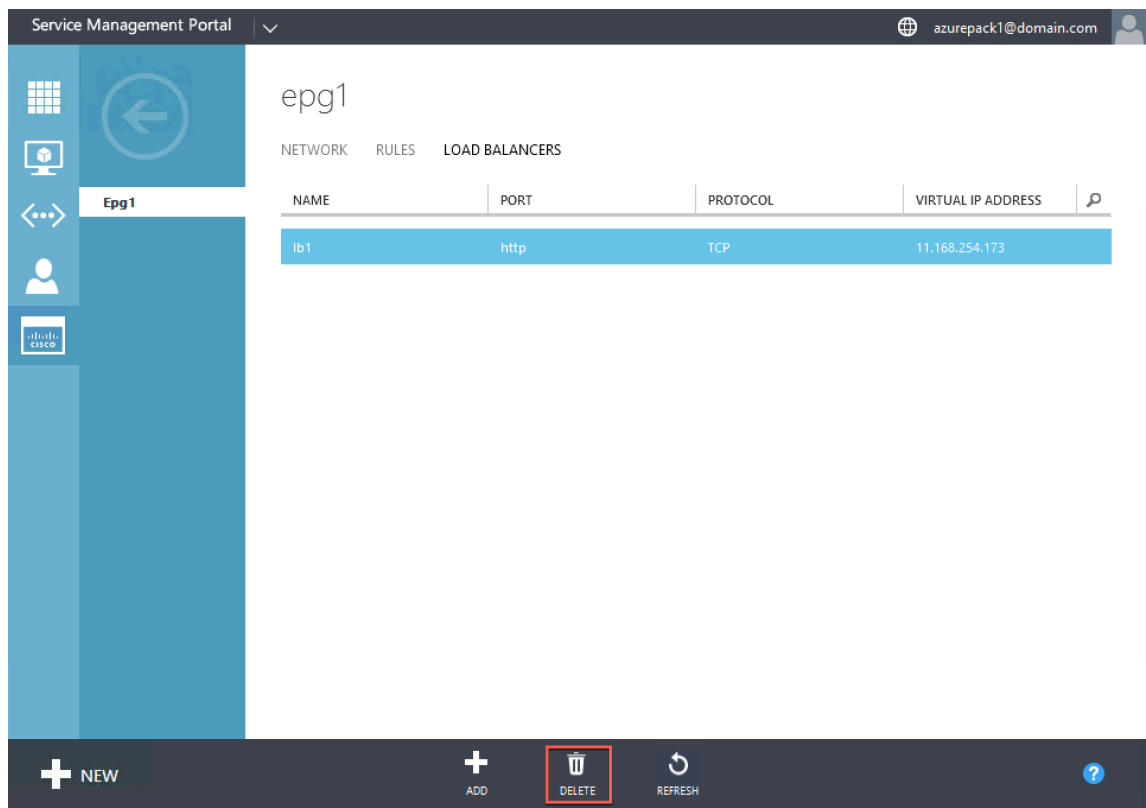 Service Management Portal
azurepack1@domain.com
epg1
NETWORK RULES LOAD BALANCERS
Epg1
NAME PORT PROTOCOL VIRTUAL IP ADDRESS
lb1 http TCP 11.168.254.173
cisco
NEW
ADD DELETE REFRESH
?